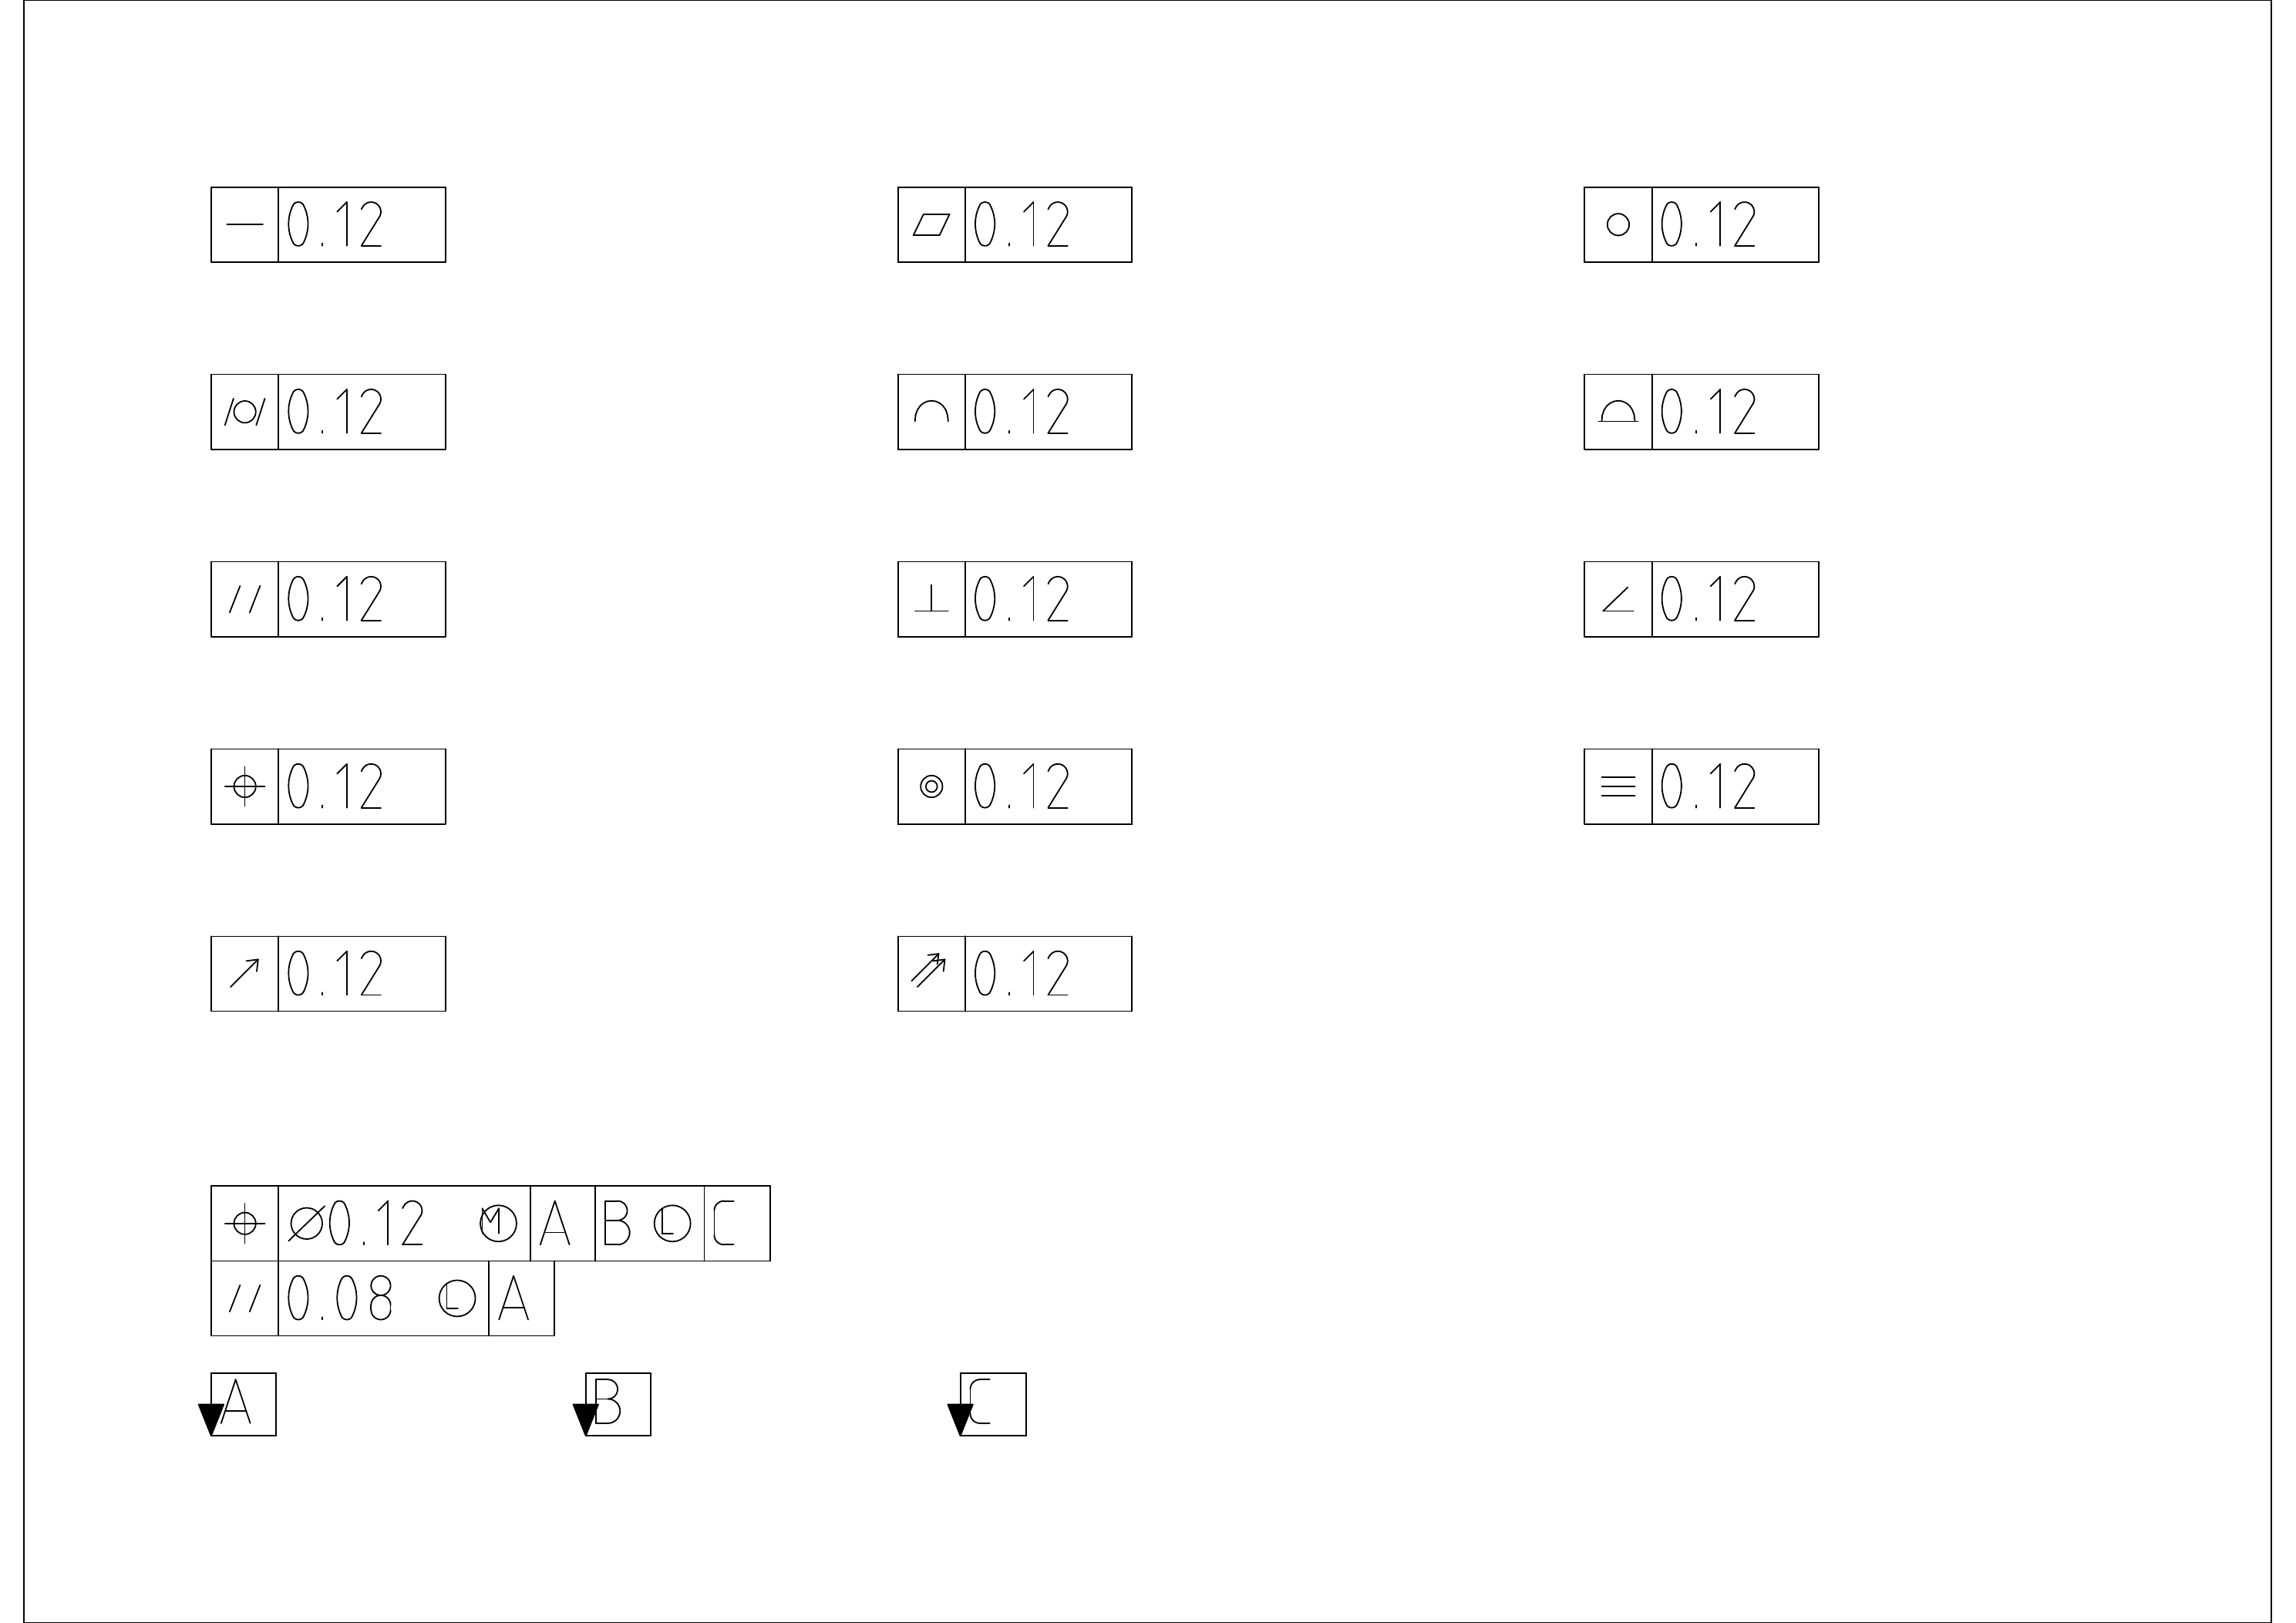 ⏤ 0.12 ⏥ 0.12 ○ 0.12
⌭ 0.12 ⌒ 0.12 ⌓ 0.12
⫽ 0.12 ⟂ 0.12 ∠ 0.12
⌖ 0.12 ◎ 0.12 ⌯ 0.12
↗ 0.12 ⌰ 0.12
⌖ ⌀0.12 Ⓜ A B Ⓛ C
⫽ 0.08 Ⓛ A
A B C